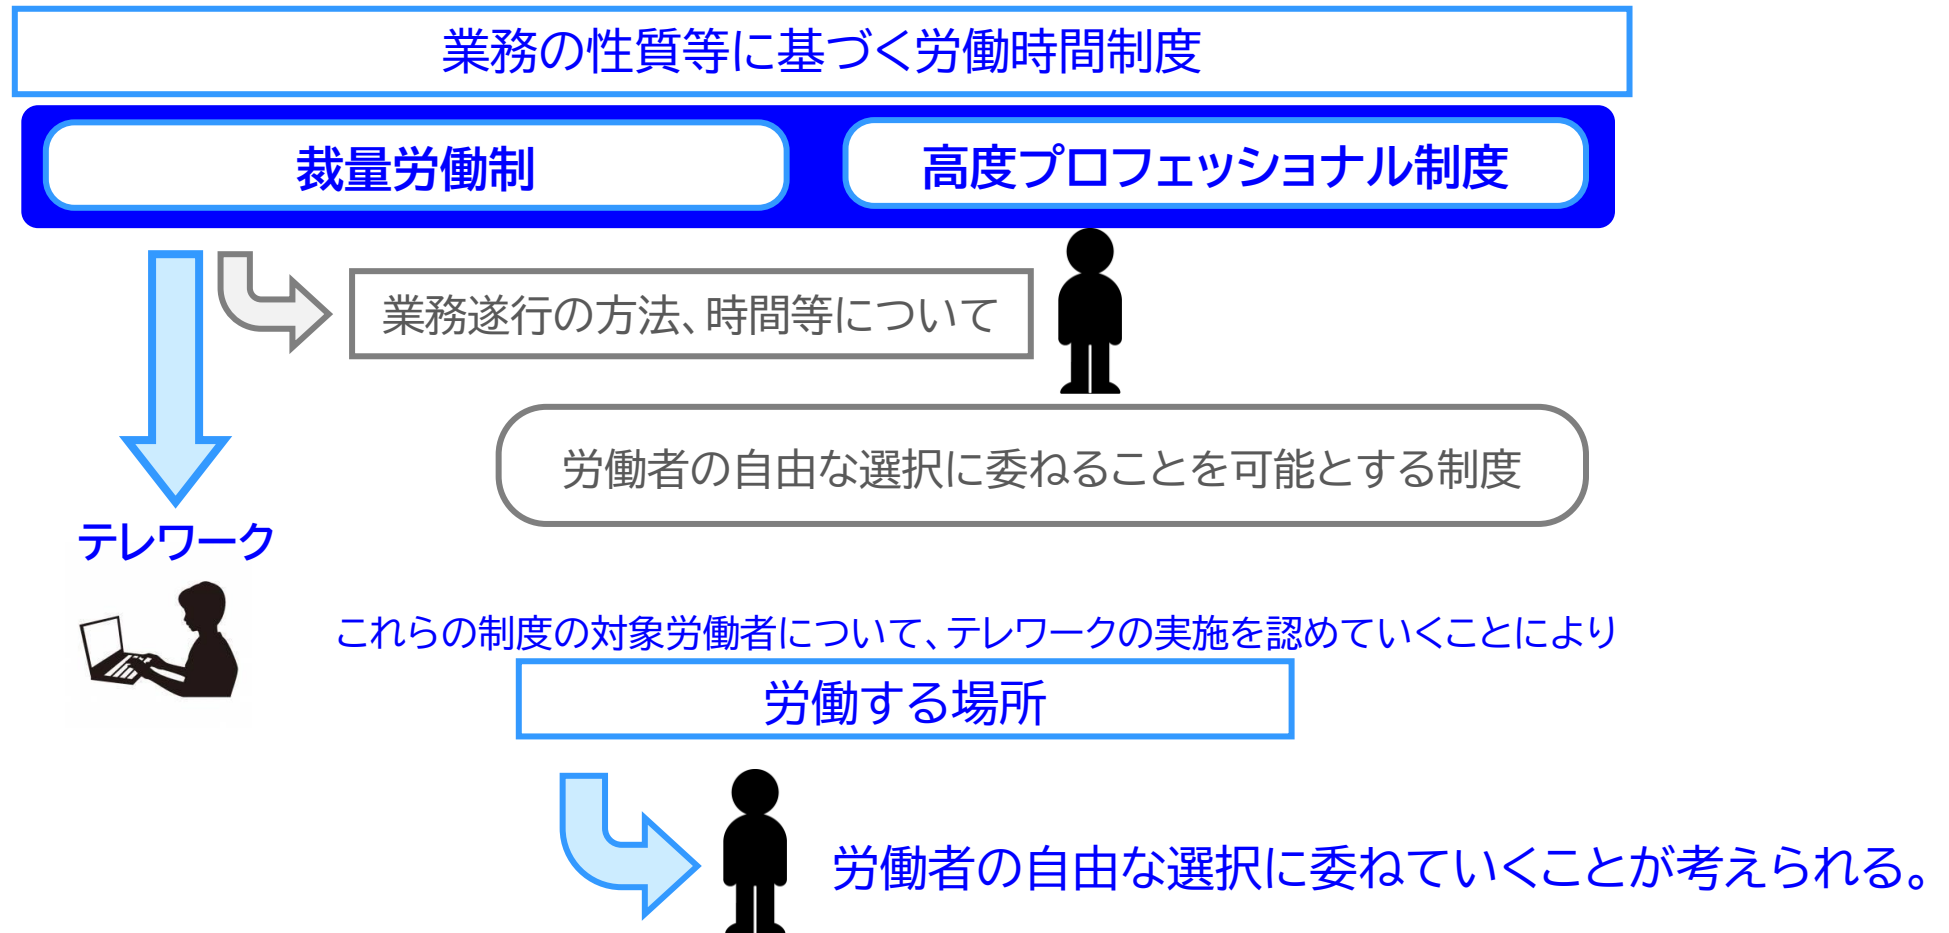 業務の性質等に基づく労働時間制度
裁量労働制
高度プロフェッショナル制度
業務遂行の方法、時間等について
労働者の自由な選択に委ねることを可能とする制度
テレワーク
これらの制度の対象労働者について、テレワークの実施を認めていくことにより
労働する場所
労働者の自由な選択に委ねていくことが考えられる。